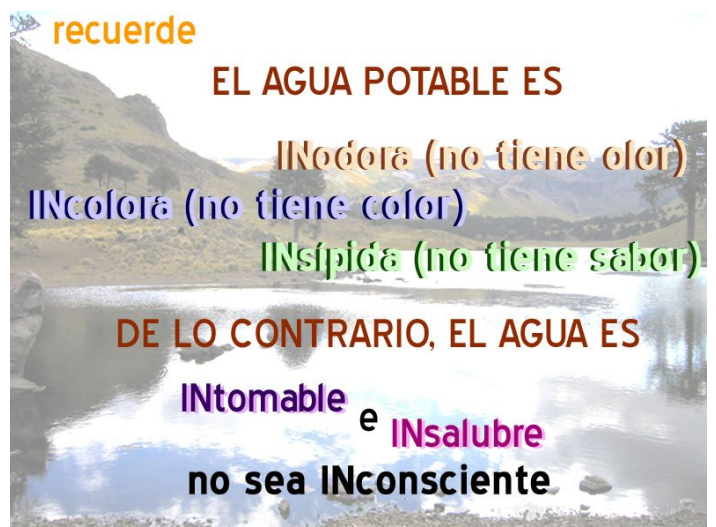 recuerde
EL AGUA POTABLE ES
INodora (no tiene olor)
INcolora (no tiene color)
INsípida (no tiene sabor)
DE LO CONTRARIO, EL AGUA ES
INtomable
e
INsalubre
no sea INconsciente